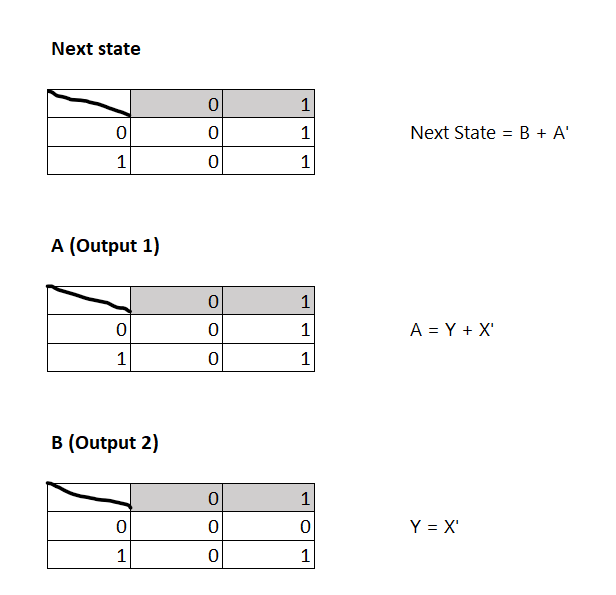 Next state
0 1
0 0 1 Next State = B + A'
1 0 1
A (Output 1)
0 1
0 0 1 A = Y + X'
1 0 1
B (Output 2)
0 1
0 0 0 Y = X'
1 0 1